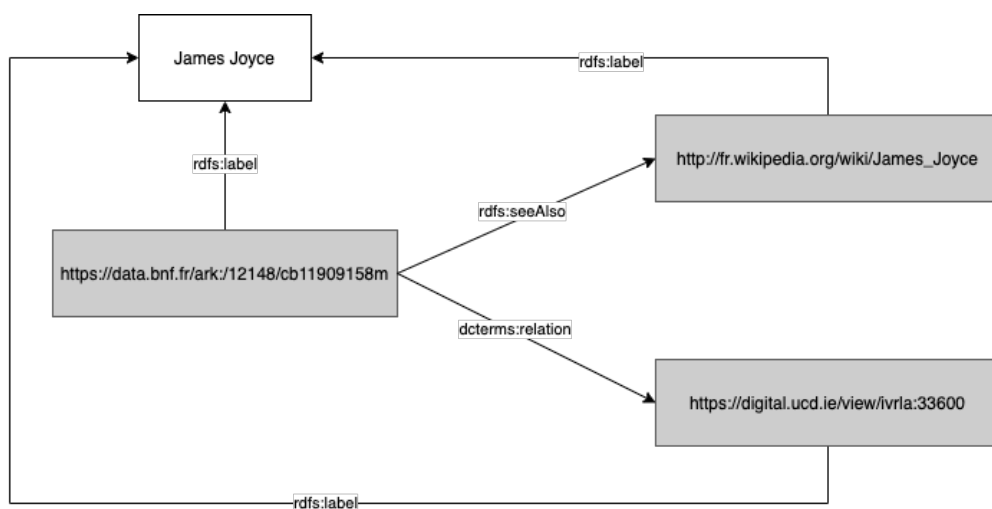 James Joyce
rdfs:label
http://fr.wikipedia.org/wiki/James_Joyce
rdfs:label
rdfs:seeAlso
https://data.bnf.fr/ark:/12148/cb11909158m
dcterms:relation
https://digital.ucd.ie/view/ivrla:33600
rdfs:label